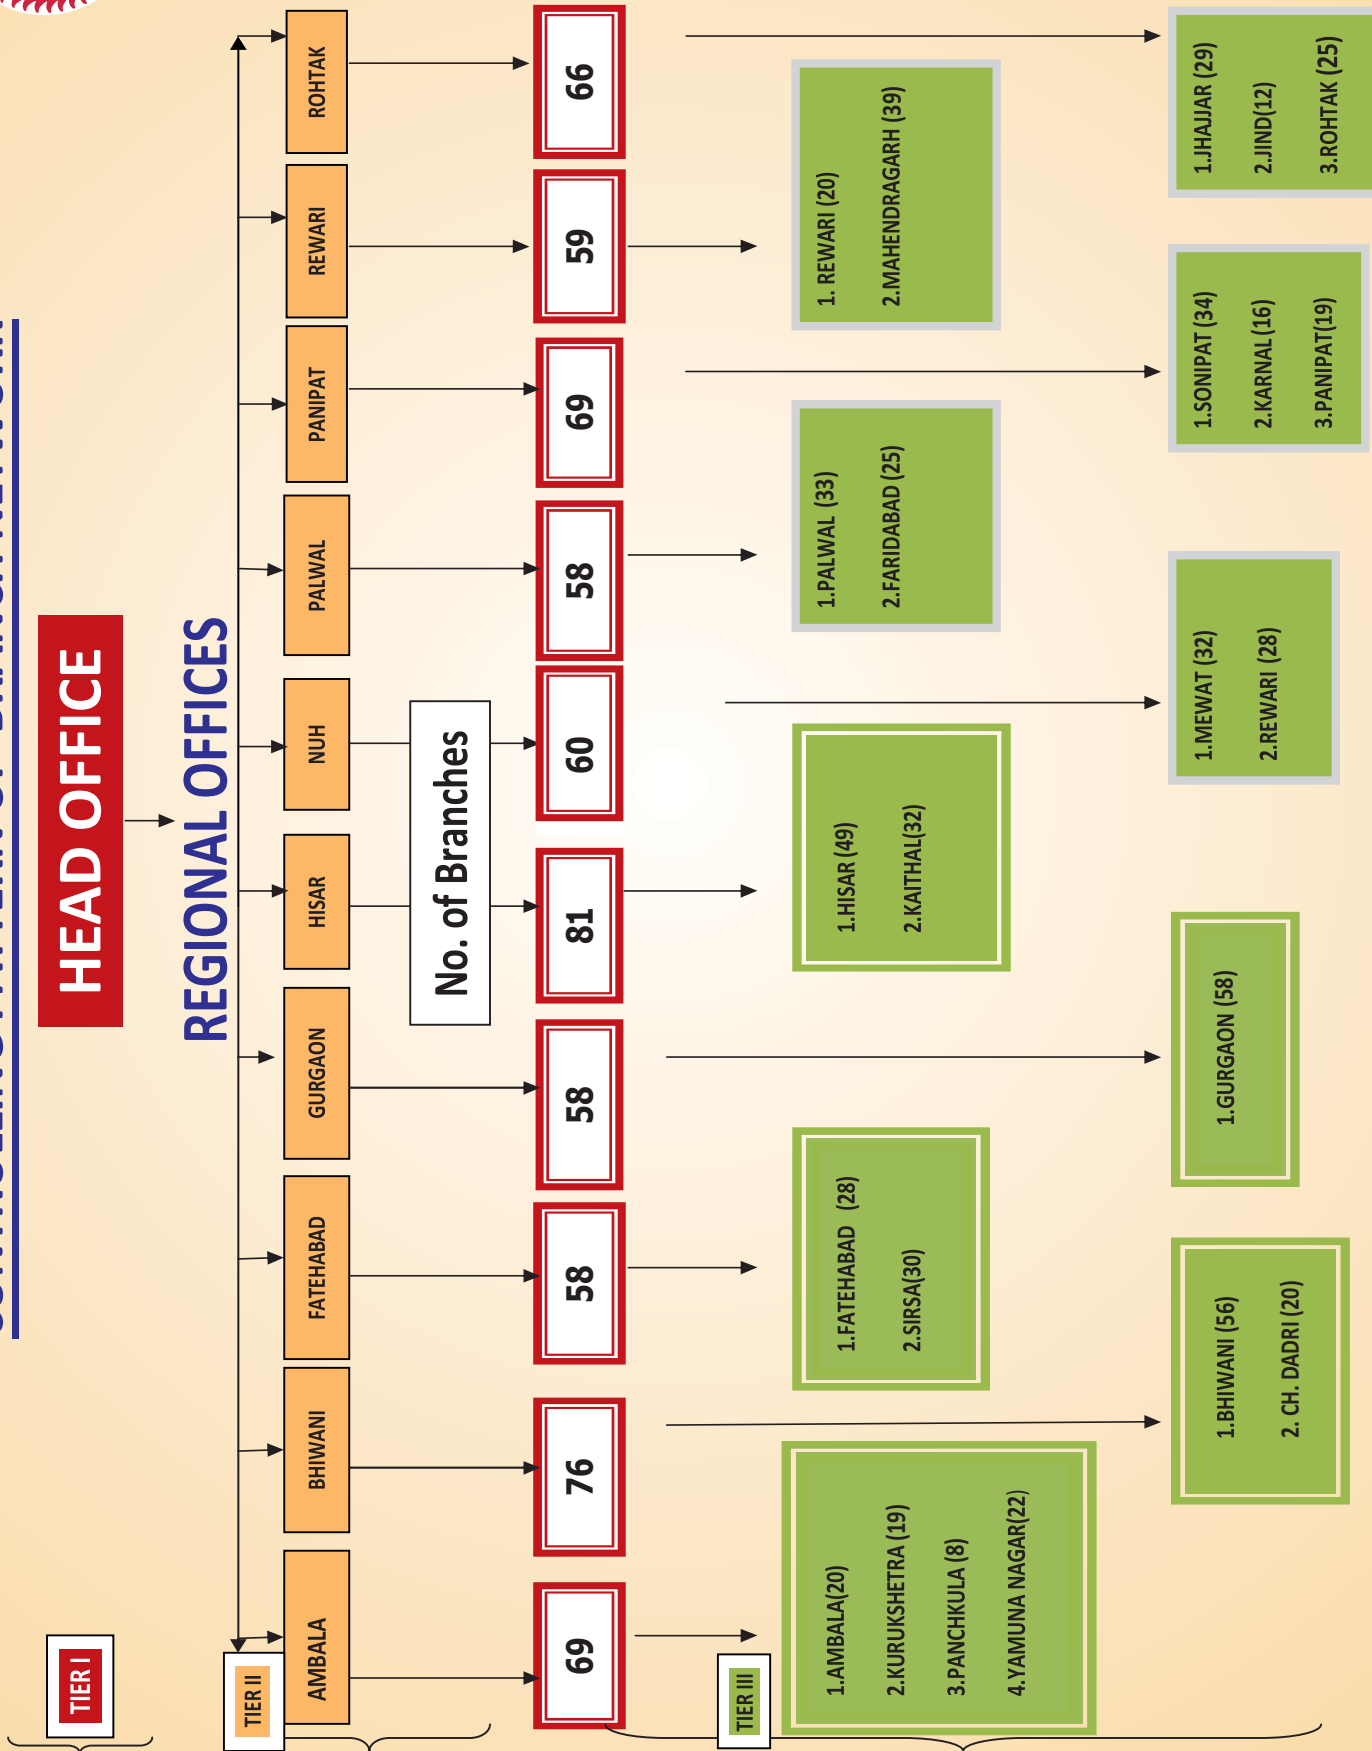 HEAD OFFICE
TIER I
REGIONAL OFFICES
TIER II
AMBALA
BHIWANI
FATEHABAD
GURGAON
HISAR
NUH
PALWAL
PANIPAT
REWARI
ROHTAK
No. of Branches
69
76
58
58
81
60
58
69
59
66
TIER III
1.AMBALA(20)
2.KURUKSHETRA (19)
3.PANCHKULA (8)
4.YAMUNA NAGAR(22)
1.FATEHABAD (28)
2.SIRSA(30)
1.HISAR (49)
2.KAITHAL(32)
1.PALWAL (33)
2.FARIDABAD (25)
1. REWARI (20)
2.MAHENDRAGARH (39)
1.BHIWANI (56)
2. CH. DADRI (20)
1.GURGAON (58)
1.MEWAT (32)
2.REWARI (28)
1.SONIPAT (34)
2.KARNAL (16)
3.PANIPAT(19)
1.JHAJJAR (29)
2.JIND(12)
3.ROHTAK (25)